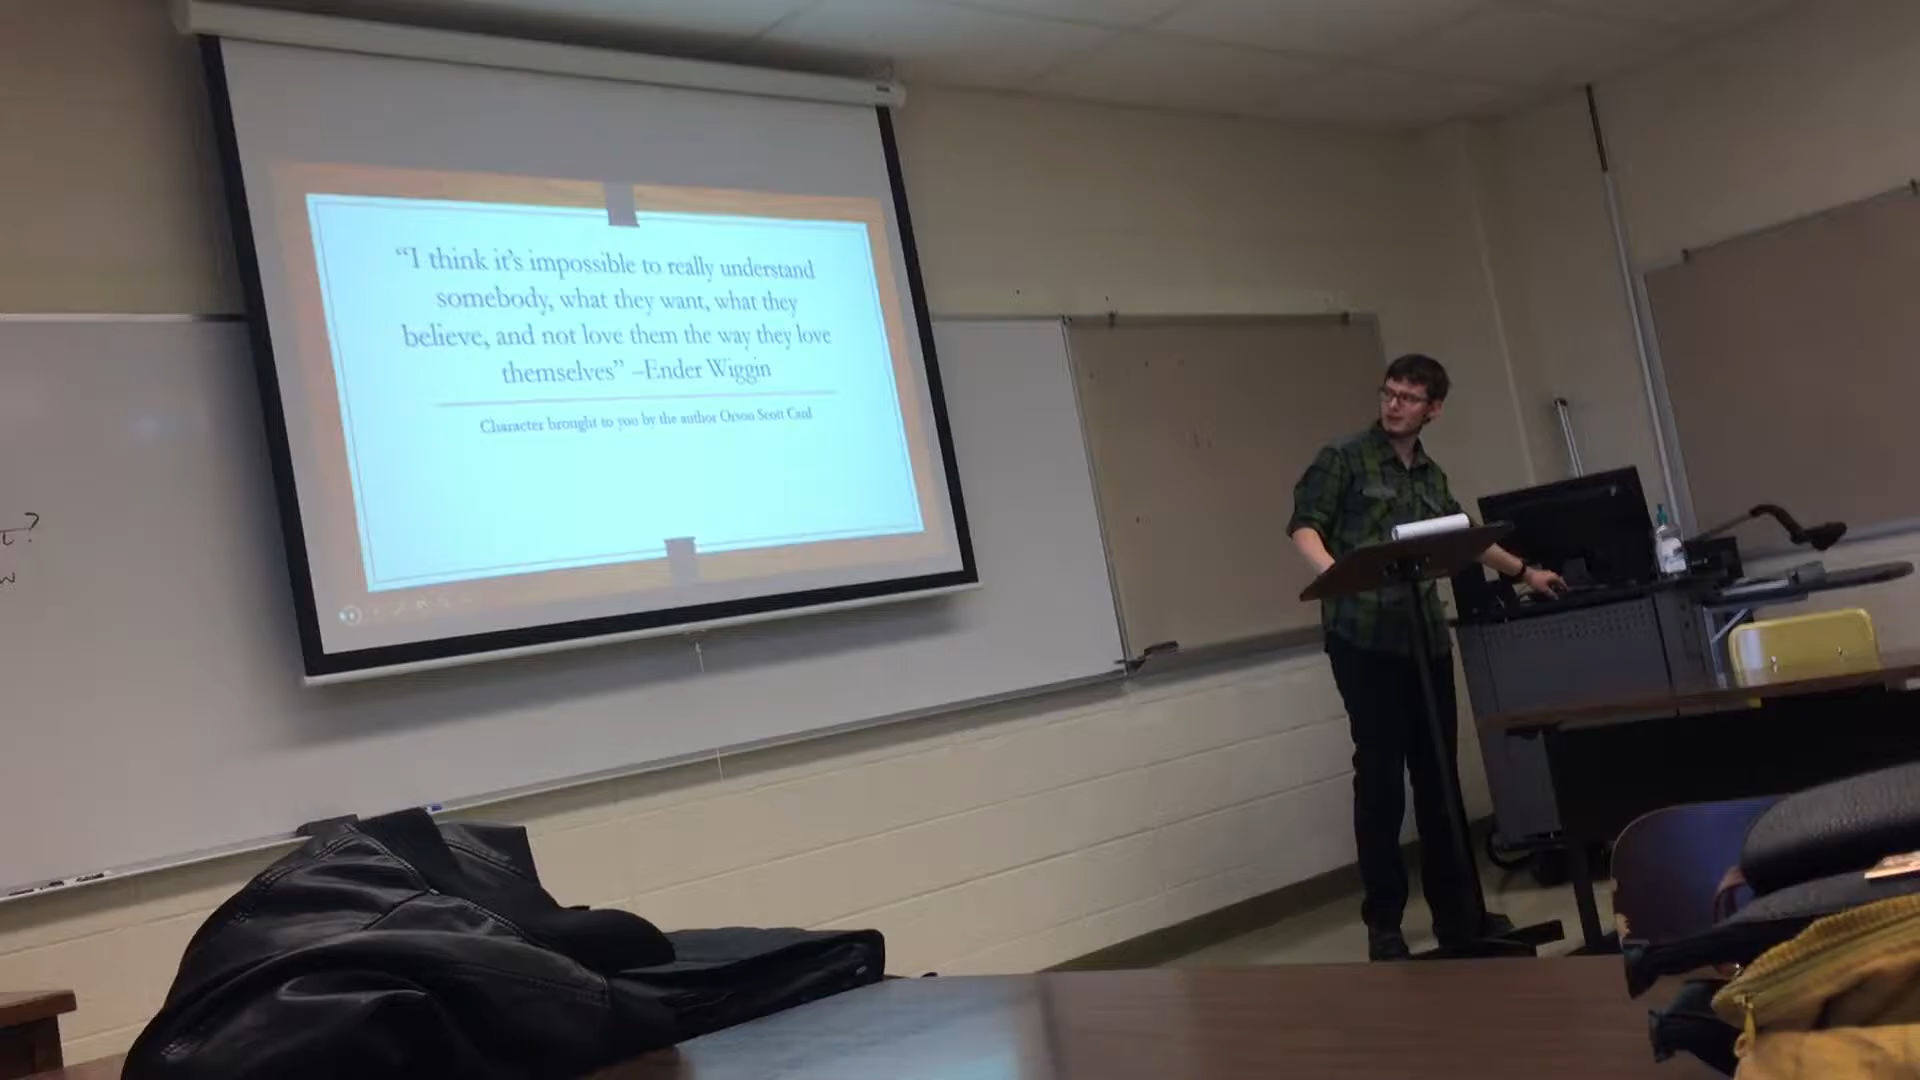 “I think it’s impossible to really understand
somebody, what they want, what they
believe, and not love them the way they love
themselves” –Ender Wiggin
Character brought to you by the author Orson Scott Card
?